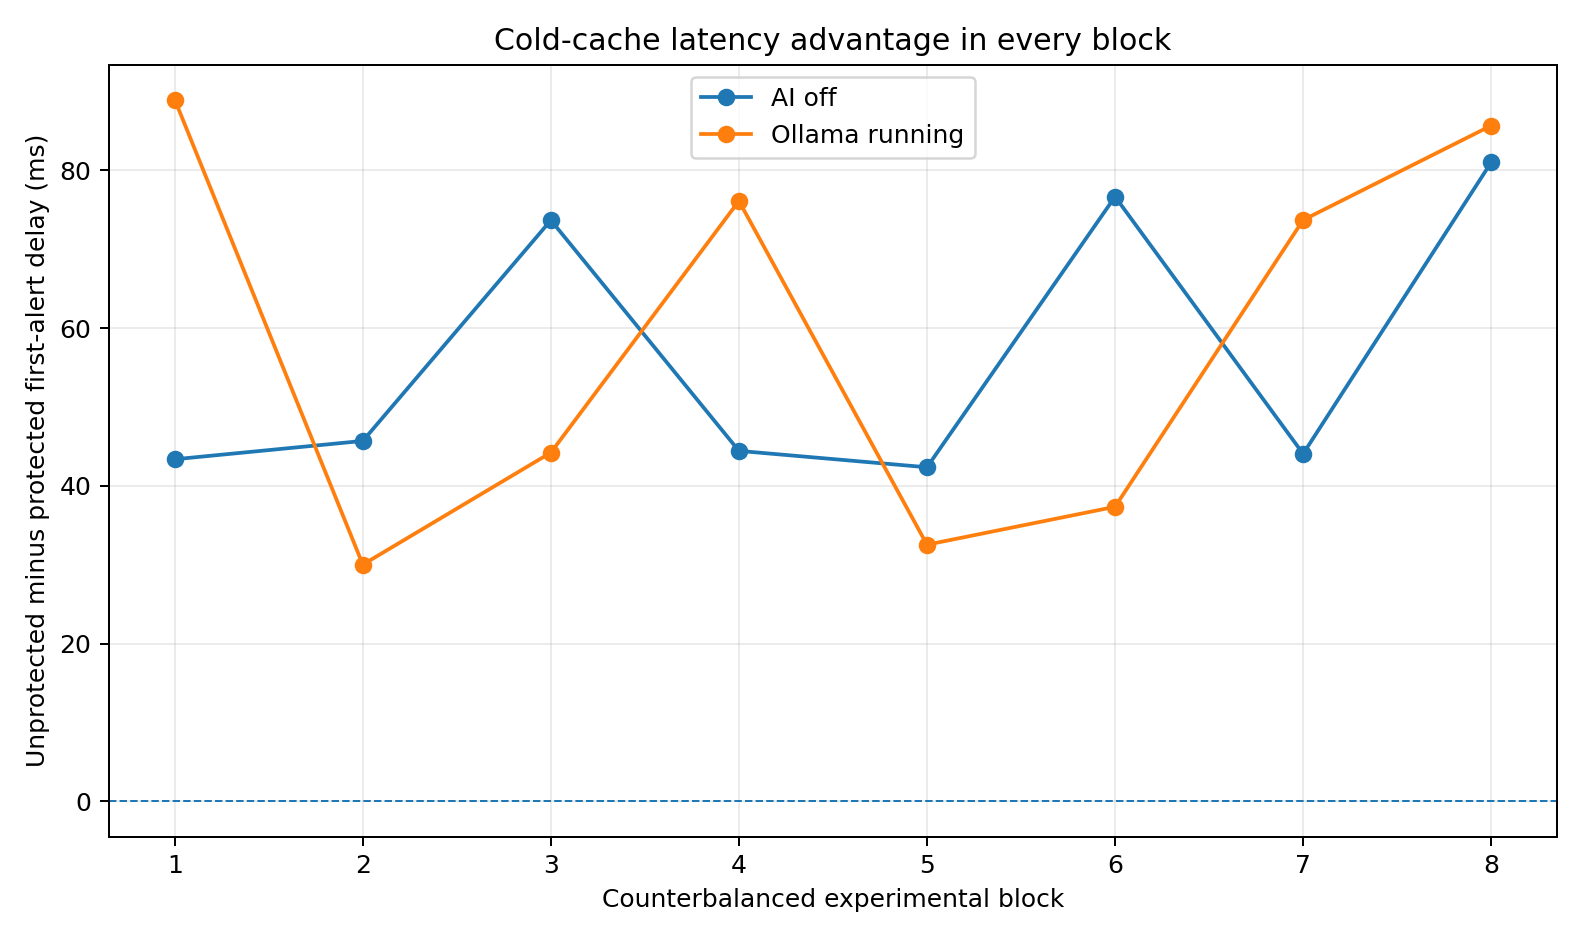 Cold-cache latency advantage in every block
AI off
Ollama running
Unprotected minus protected first-alert delay (ms)
80
60
40
20
0
1 2 3 4 5 6 7 8
Counterbalanced experimental block